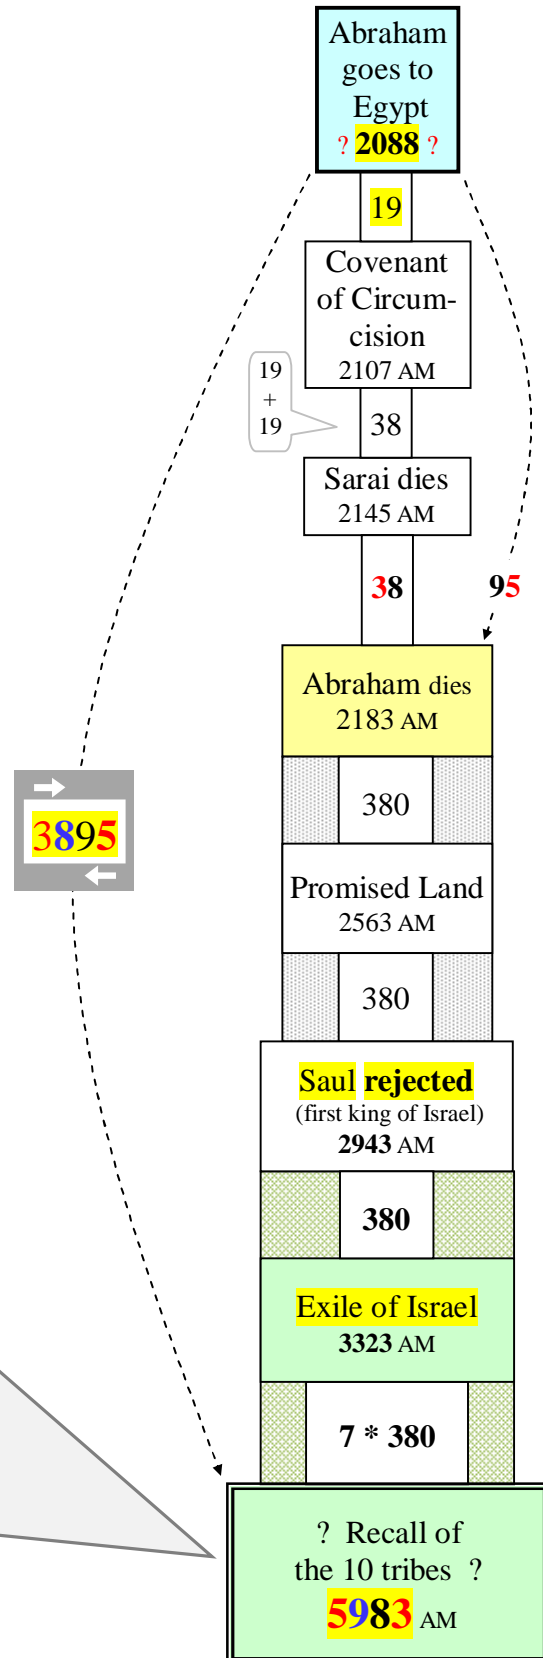 Abraham
goes to
Egypt
? 2088 ?
19
Covenant
of Circum-
cision
2107 AM
19
+
19
38
Sarai dies
2145 AM
38
95
Abraham dies
2183 AM
380
3895
Promised Land
2563 AM
380
Saul rejected
(first king of Israel)
2943 AM
380
Exile of Israel
3323 AM
7 * 380
? Recall of
the 10 tribes ?
5983 AM